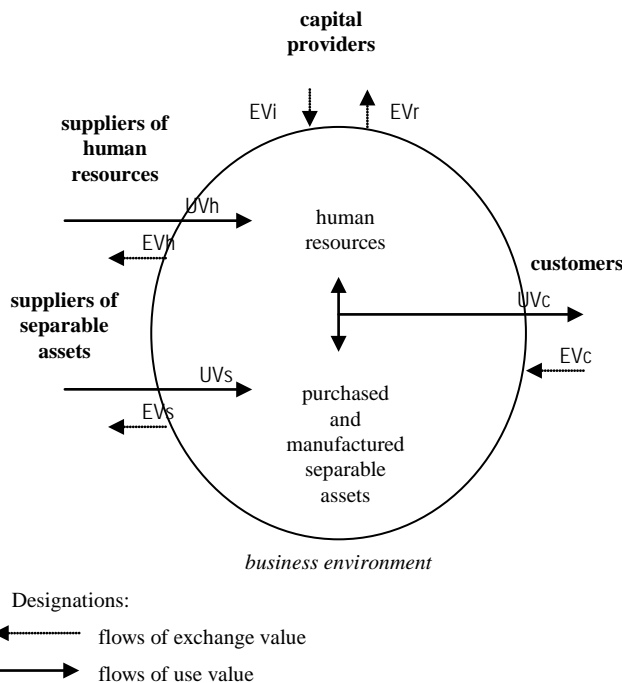 capital
providers
EVi
EVr
suppliers of
human
resources
UVh
EVh
human
resources
customers
UVc
EVc
suppliers of
separable
assets
UVs
EVs
purchased
and
manufactured
separable
assets
business environment
Designations:
flows of exchange value
flows of use value